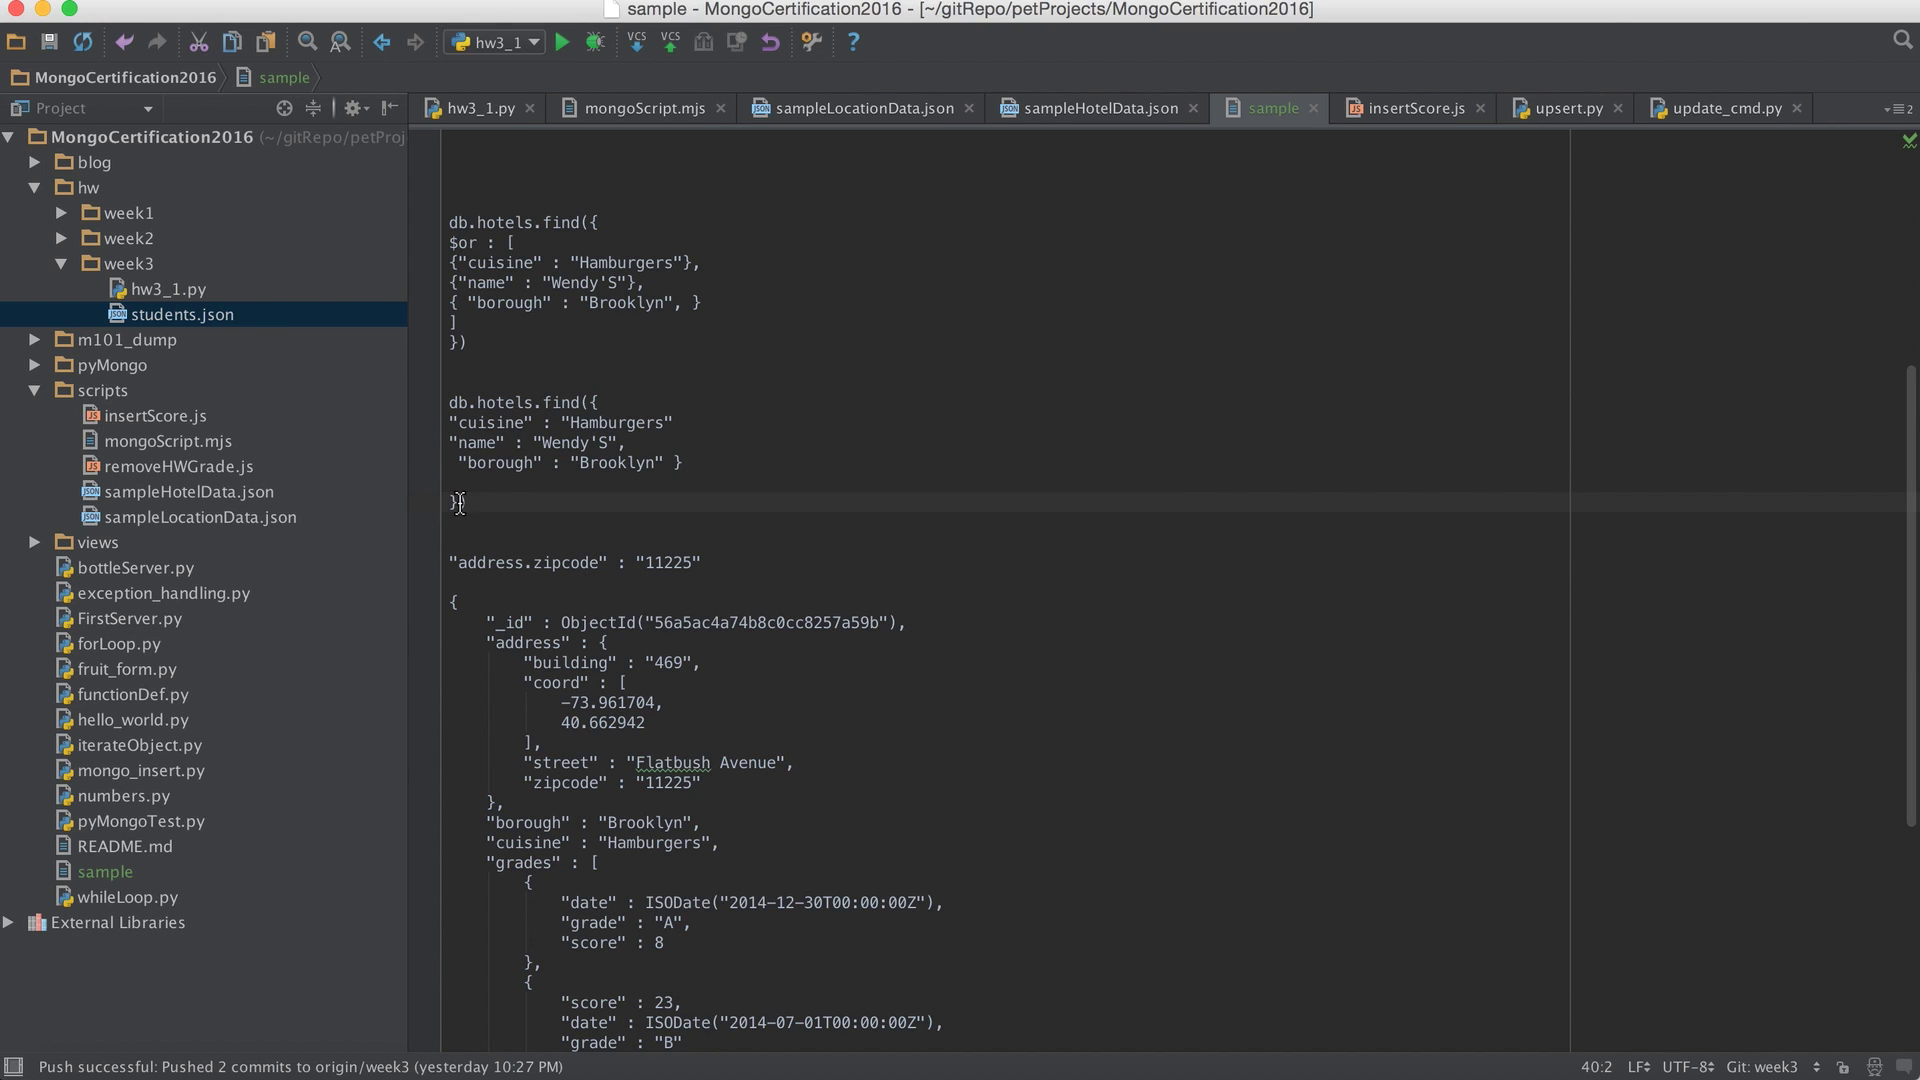 sample - MongoCertification2016 - [~/gitRepo/petProjects/MongoCertification2016]
hw3_1
VCS VCS
MongoCertification2016 sample
Project
hw3_1.py mongoScript.mjs sampleLocationData.json sampleHotelData.json sample insertScore.js upsert.py update_cmd.py 2
MongoCertification2016 (~/gitRepo/petProj
blog
hw
week1
week2
week3
hw3_1.py
students.json
m101_dump
pyMongo
scripts
insertScore.js
mongoScript.mjs
removeHWGrade.js
sampleHotelData.json
sampleLocationData.json
views
bottleServer.py
exception_handling.py
FirstServer.py
forLoop.py
fruit_form.py
functionDef.py
hello_world.py
iterateObject.py
mongo_insert.py
numbers.py
pyMongoTest.py
README.md
sample
whileLoop.py
External Libraries
db.hotels.find({
$or : [
{"cuisine" : "Hamburgers"},
{"name" : "Wendy'S"},
{ "borough" : "Brooklyn", }
]
})
db.hotels.find({
"cuisine" : "Hamburgers"
"name" : "Wendy'S",
"borough" : "Brooklyn" }
})
"address.zipcode" : "11225"
{
"_id" : ObjectId("56a5ac4a74b8c0cc8257a59b"),
"address" : {
"building" : "469",
"coord" : [
-73.961704,
40.662942
],
"street" : "Flatbush Avenue",
"zipcode" : "11225"
},
"borough" : "Brooklyn",
"cuisine" : "Hamburgers",
"grades" : [
{
"date" : ISODate("2014-12-30T00:00:00Z"),
"grade" : "A",
"score" : 8
},
{
"score" : 23,
"date" : ISODate("2014-07-01T00:00:00Z"),
"grade" : "B"
Push successful: Pushed 2 commits to origin/week3 (yesterday 10:27 PM)
40:2 LF UTF-8 Git: week3